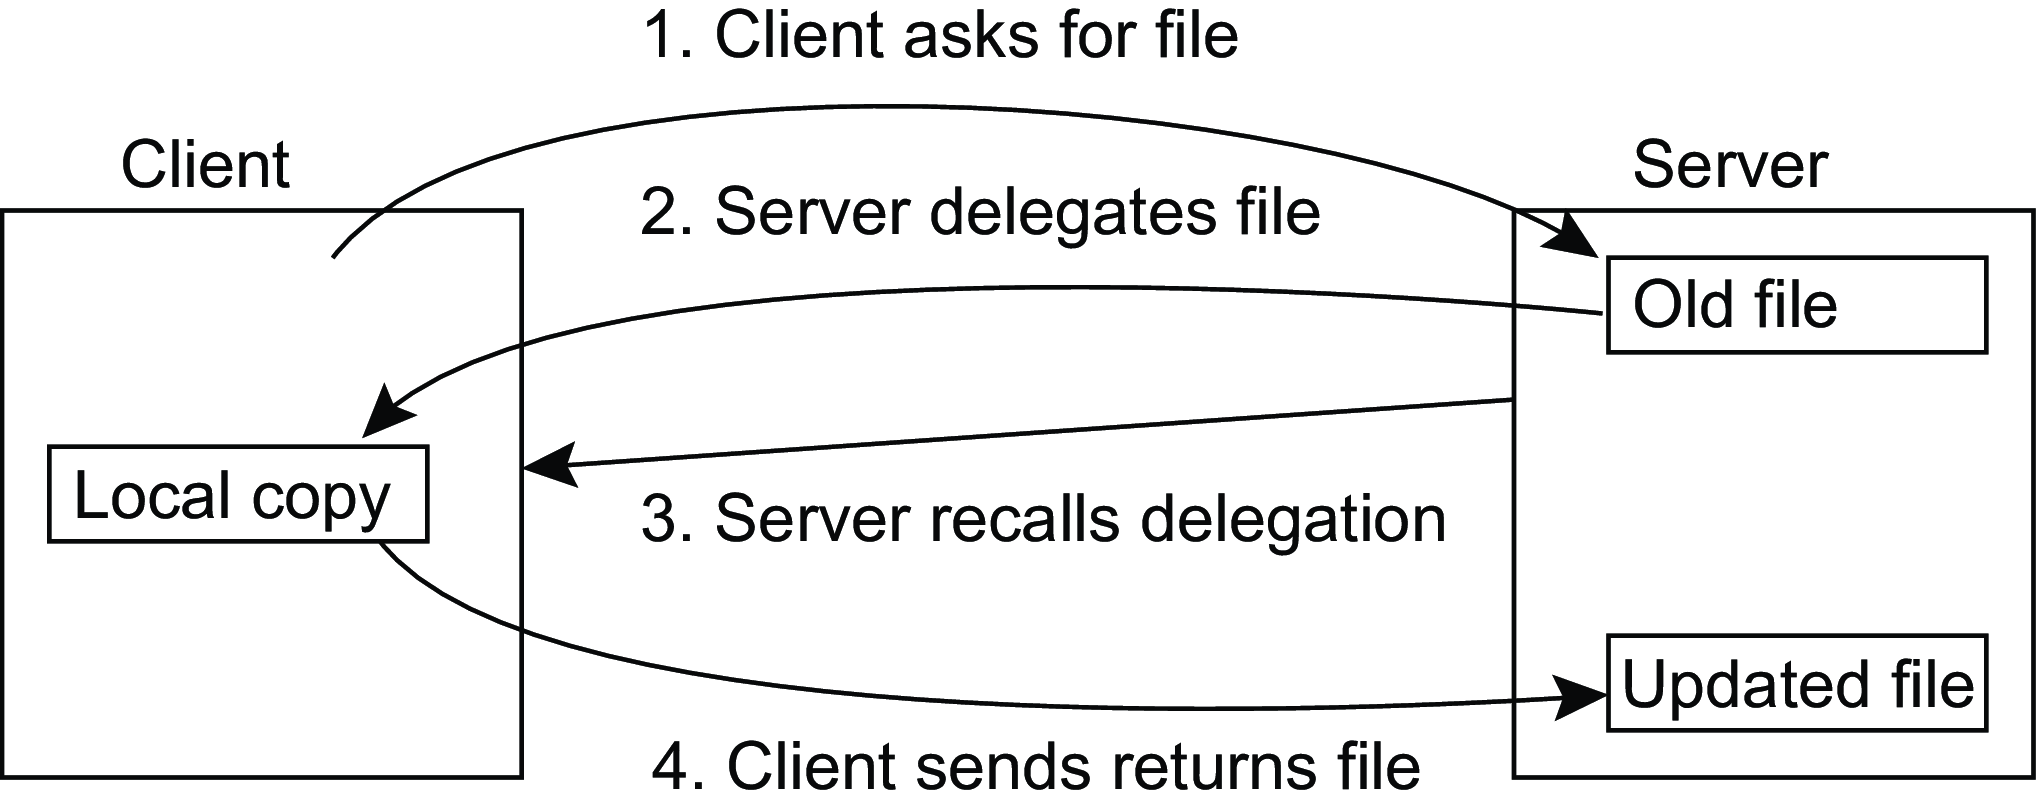 1. Client asks for file
Client
Server
2. Server delegates file
Old file
Local copy
3. Server recalls delegation
Updated file
4. Client sends returns file